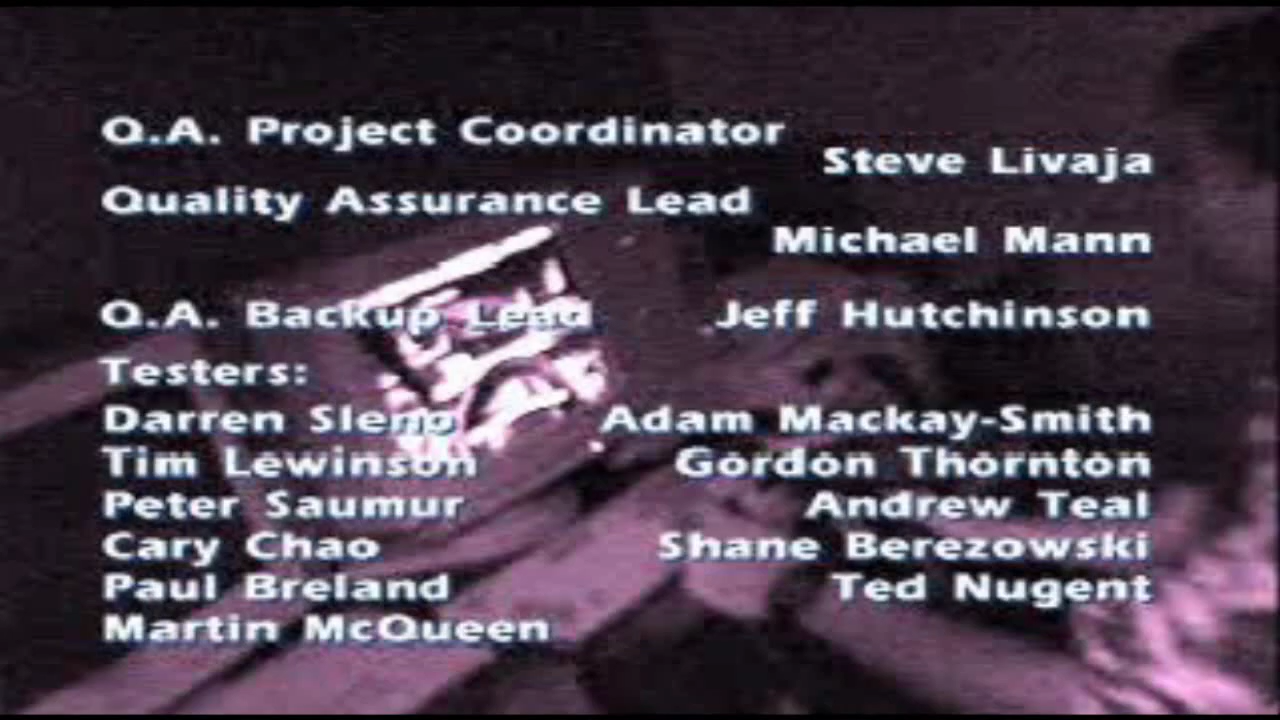 Q.A. Project Coordinator
Steve Livaja
Quality Assurance Lead
Michael Mann
Q.A. Backup Lead Jeff Hutchinson
Testers:
Darren Sleno Adam Mackay-Smith
Tim Lewinson Gordon Thornton
Peter Saumur Andrew Teal
Cary Chao Shane Berezowski
Paul Breland Ted Nugent
Martin McQueen